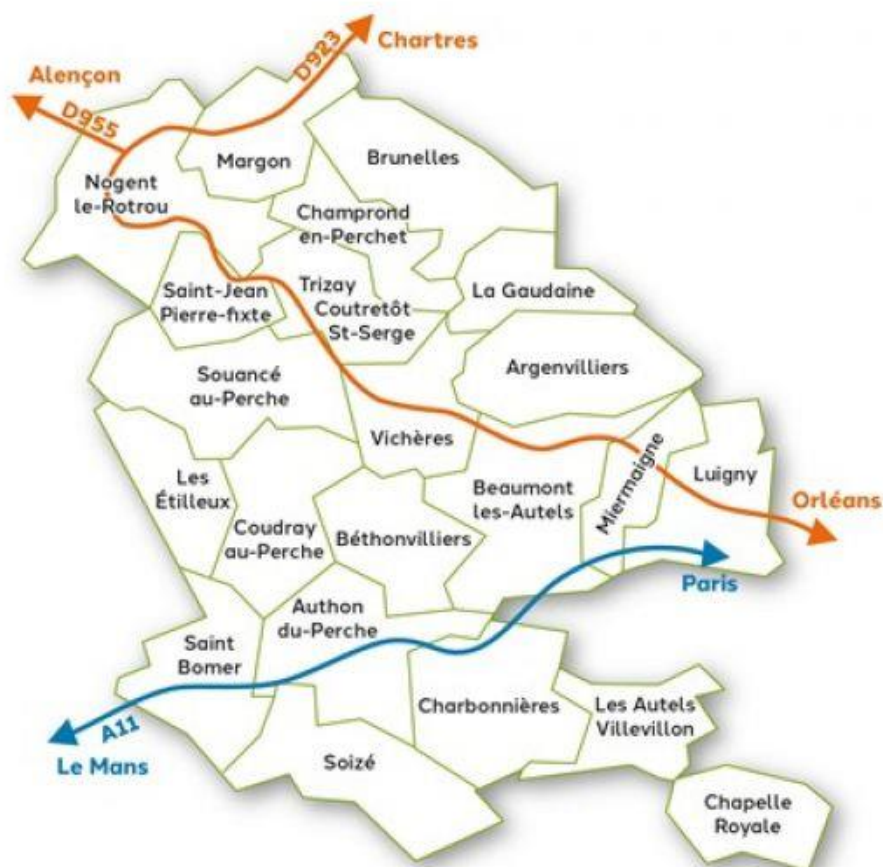 D923
Chartres
Alençon
D955
Margon
Brunelles
Nogent
le-Rotrou
Champrond
en-Perchet
Saint-Jean
Pierre-fixte
Trizay
Coutretôt
St-Serge
La Gaudaine
Souancé
au-Perche
Argenvilliers
Vichères
Les
Étilleux
Beaumont
les-Autels
Miermaigne
Luigny
Orléans
Coudray
au-Perche
Béthonvilliers
Paris
Authon
du-Perche
Saint
Bomer
Charbonnières
Les Autels
Villevillon
A11
Le Mans
Soizé
Chapelle
Royale